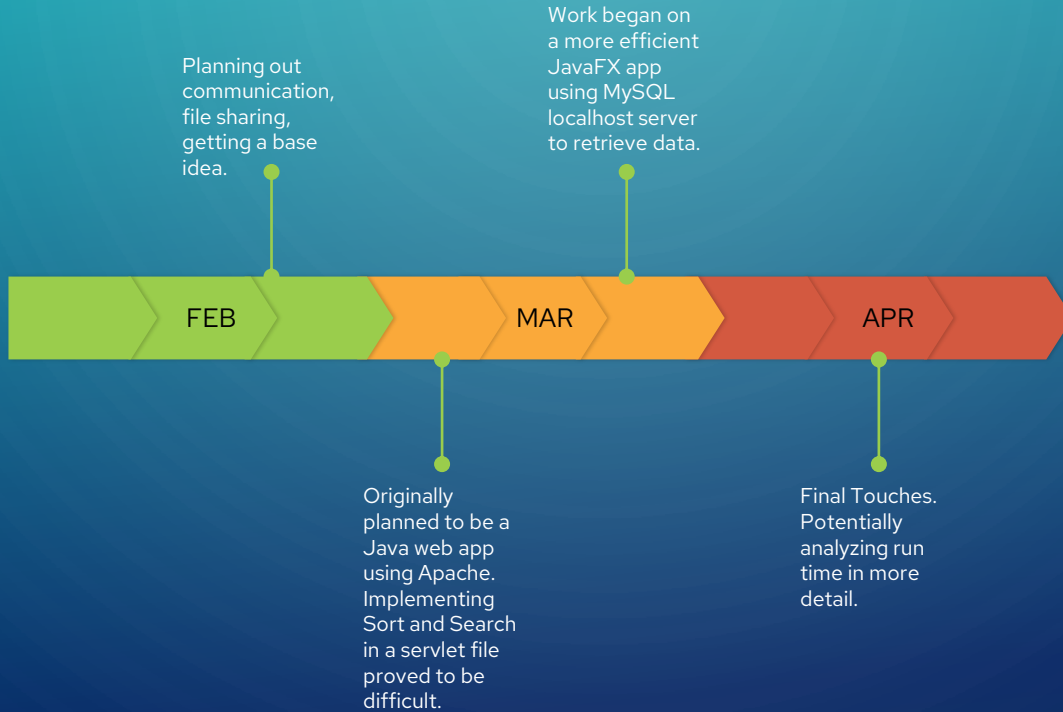 Work began on
a more efficient
JavaFX app
using MySQL
localhost server
to retrieve data.
Planning out
communication,
file sharing,
getting a base
idea.
FEB
MAR
APR
Originally
planned to be a
Java web app
using Apache.
Implementing
Sort and Search
in a servlet file
proved to be
difficult.
Final Touches.
Potentially
analyzing run
time in more
detail.